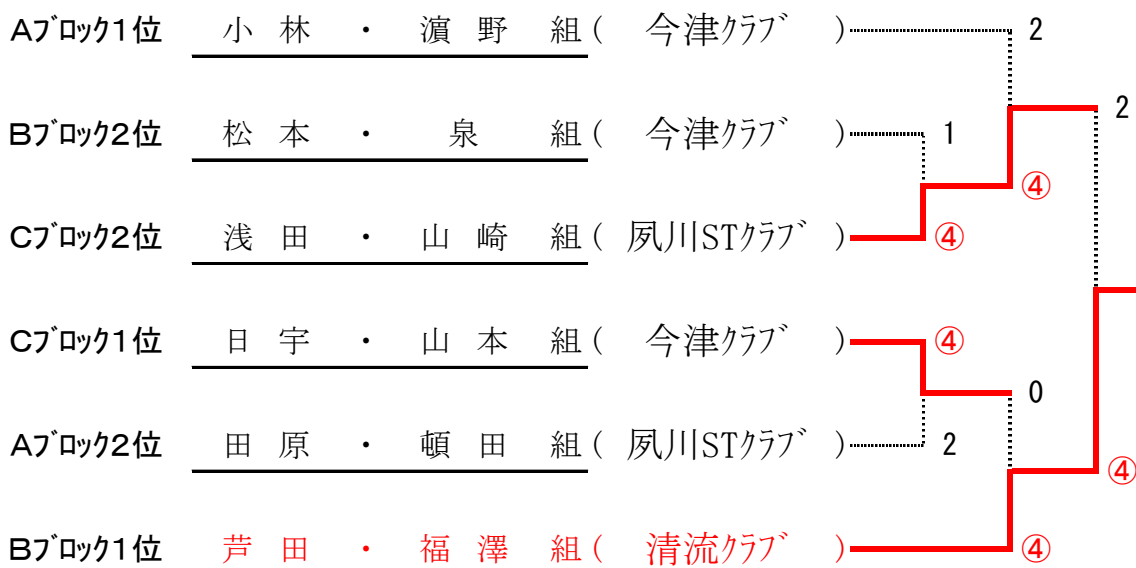 Aﾌﾞﾛｯｸ1位 小林・濵野組( 今津ｸﾗﾌﾞ ) 2
2
Bﾌﾞﾛｯｸ2位 松本・泉組( 今津ｸﾗﾌﾞ ) 1
④
Cﾌﾞﾛｯｸ2位 浅田・山崎組( 夙川STｸﾗﾌﾞ ) ④
Cﾌﾞﾛｯｸ1位 日宇・山本組( 今津ｸﾗﾌﾞ ) ④
0
Aﾌﾞﾛｯｸ2位 田原・頓田組( 夙川STｸﾗﾌﾞ ) 2
④
Bﾌﾞﾛｯｸ1位 芦田・福澤組( 清流ｸﾗﾌﾞ ) ④